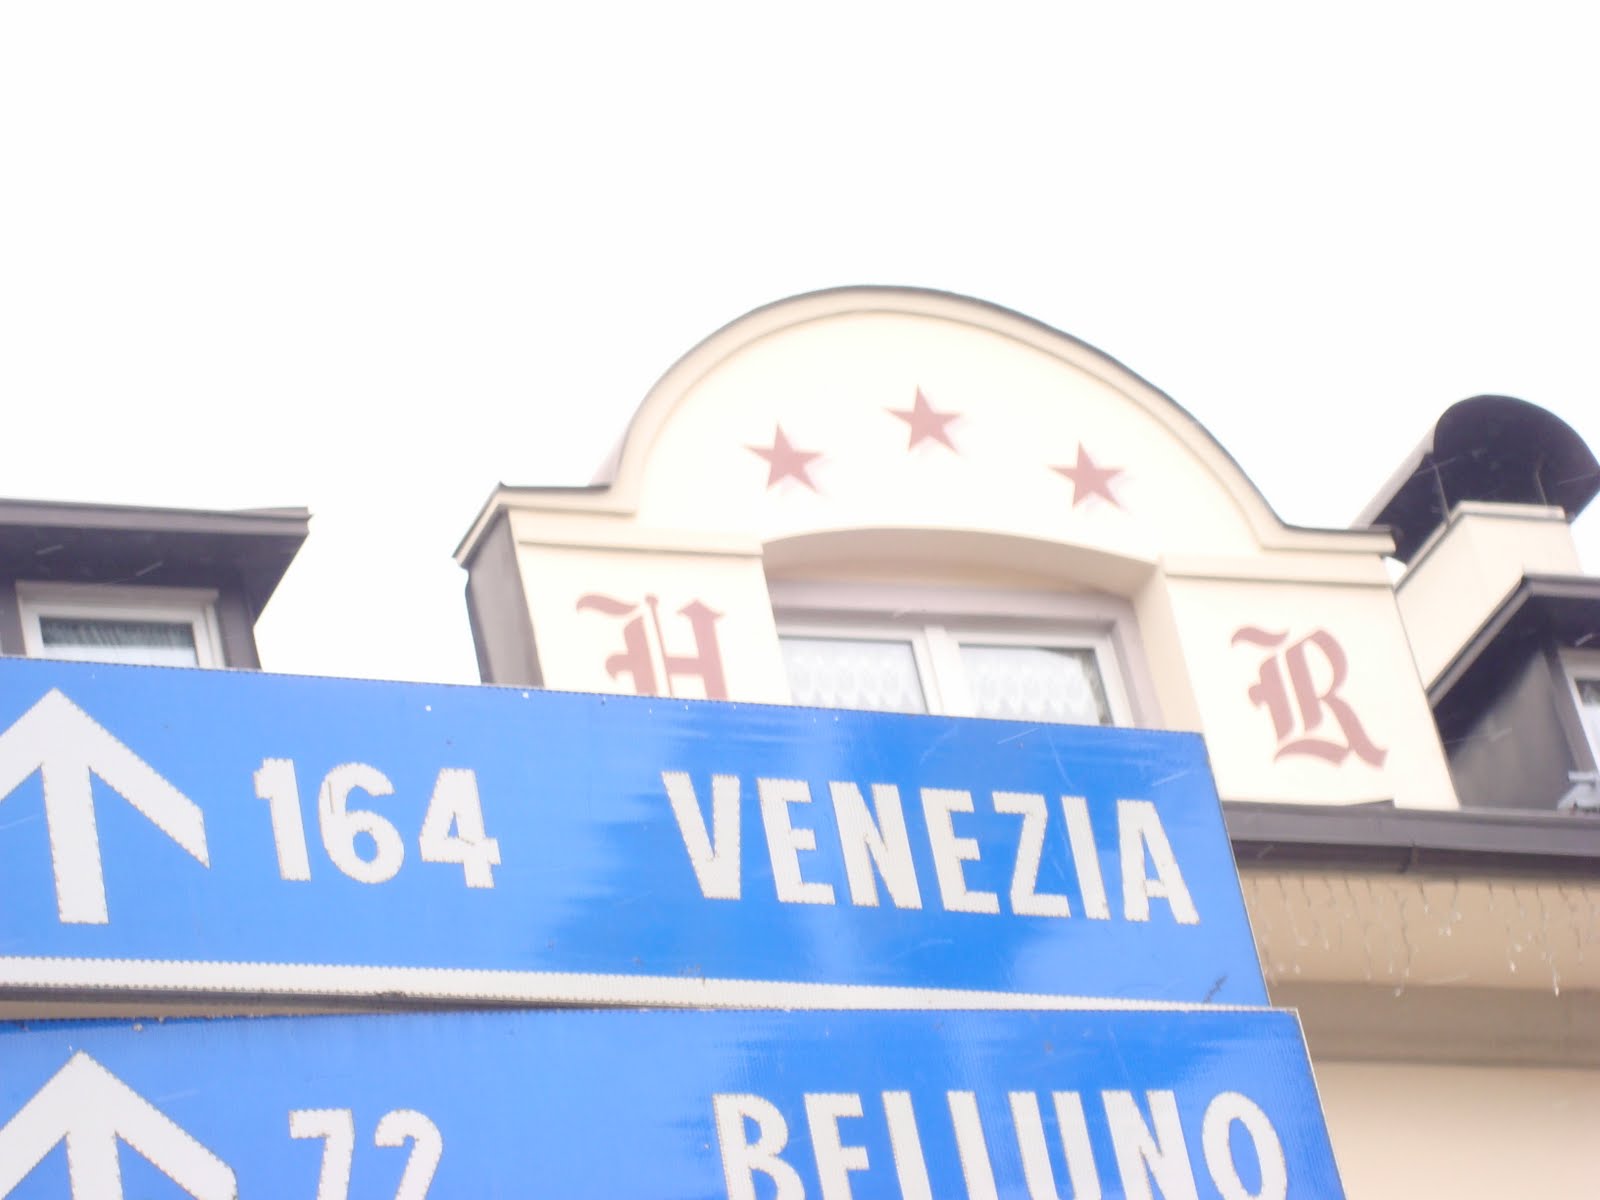 H R
164 VENEZIA
72 BELLUNO